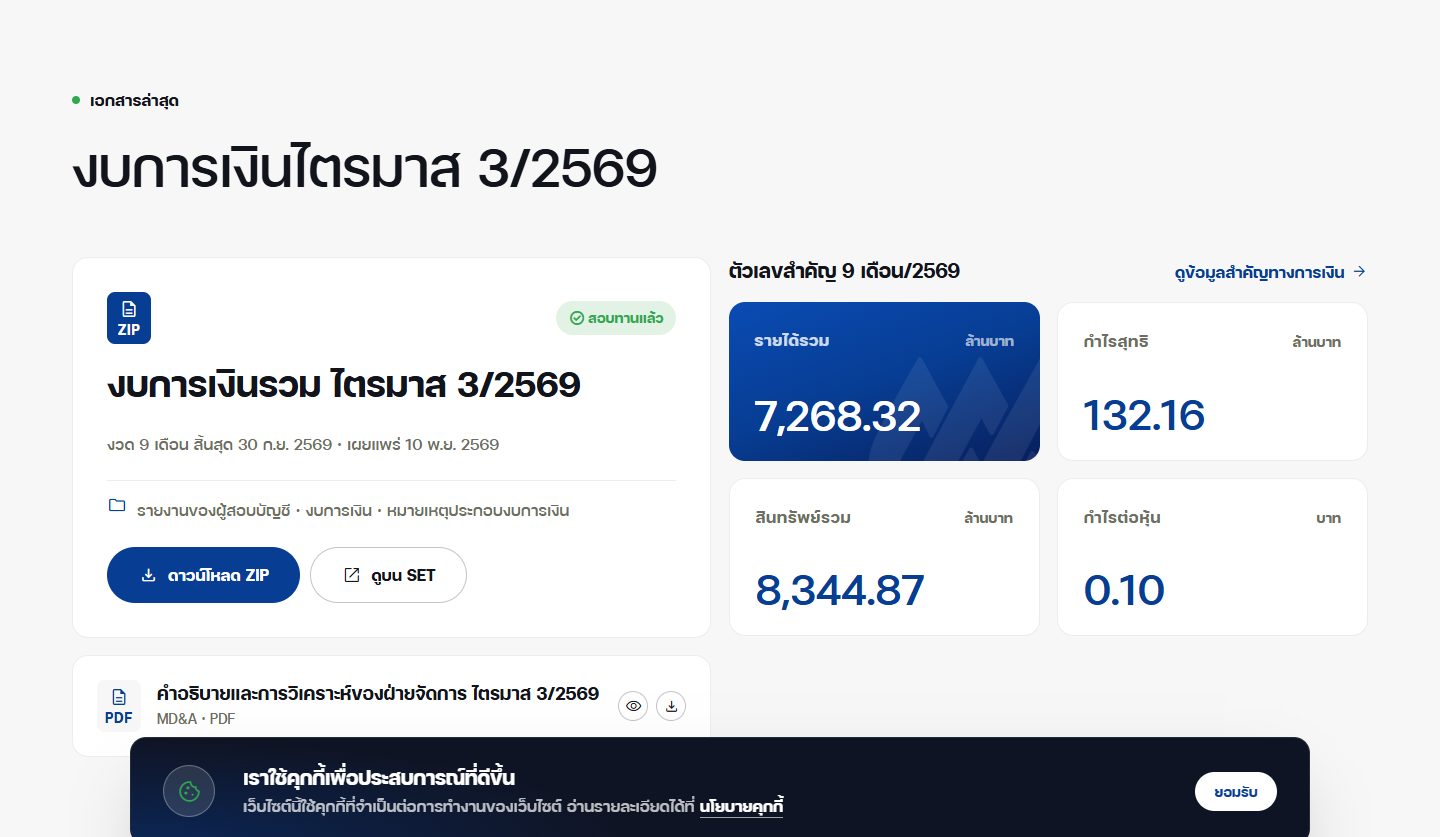 เอกสารล่าสุด
งบการเงินไตรมาส 3/2569
ZIP
สอบทานแล้ว
งบการเงินรวม ไตรมาส 3/2569
งวด 9 เดือน สิ้นสุด 30 ก.ย. 2569 · เผยแพร่ 10 พ.ย. 2569
รายงานของผู้สอบบัญชี · งบการเงิน · หมายเหตุประกอบงบการเงิน
ดาวน์โหลด ZIP
ดูบน SET
ตัวเลขสำคัญ 9 เดือน/2569
ดูข้อมูลสำคัญทางการเงิน →
รายได้รวม ล้านบาท
7,268.32
กำไรสุทธิ ล้านบาท
132.16
สินทรัพย์รวม ล้านบาท
8,344.87
กำไรต่อหุ้น บาท
0.10
PDF
คำอธิบายและการวิเคราะห์ของฝ่ายจัดการ ไตรมาส 3/2569
MD&A · PDF
เราใช้คุกกี้เพื่อประสบการณ์ที่ดีขึ้น
เว็บไซต์นี้ใช้คุกกี้ที่จำเป็นต่อการทำงานของเว็บไซต์ อ่านรายละเอียดได้ที่ นโยบายคุกกี้
ยอมรับ